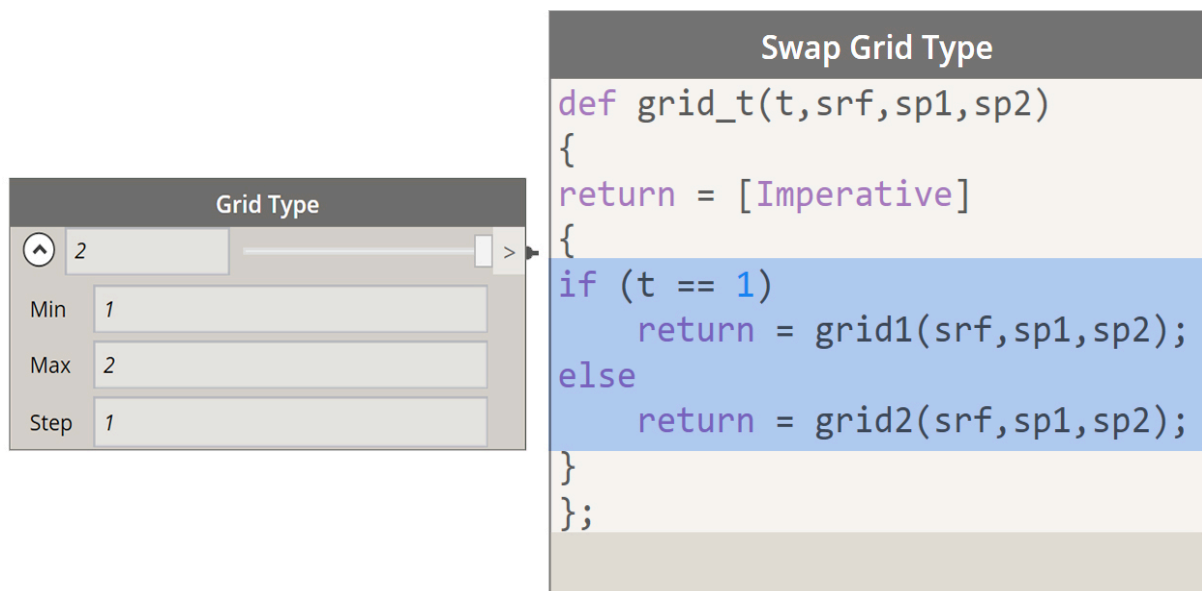 Grid Type
2
>
Min 1
Max 2
Step 1
Swap Grid Type
def grid_t(t,srf,sp1,sp2)
{
return = [Imperative]
{
if (t == 1)
    return = grid1(srf,sp1,sp2);
else
    return = grid2(srf,sp1,sp2);
}
};